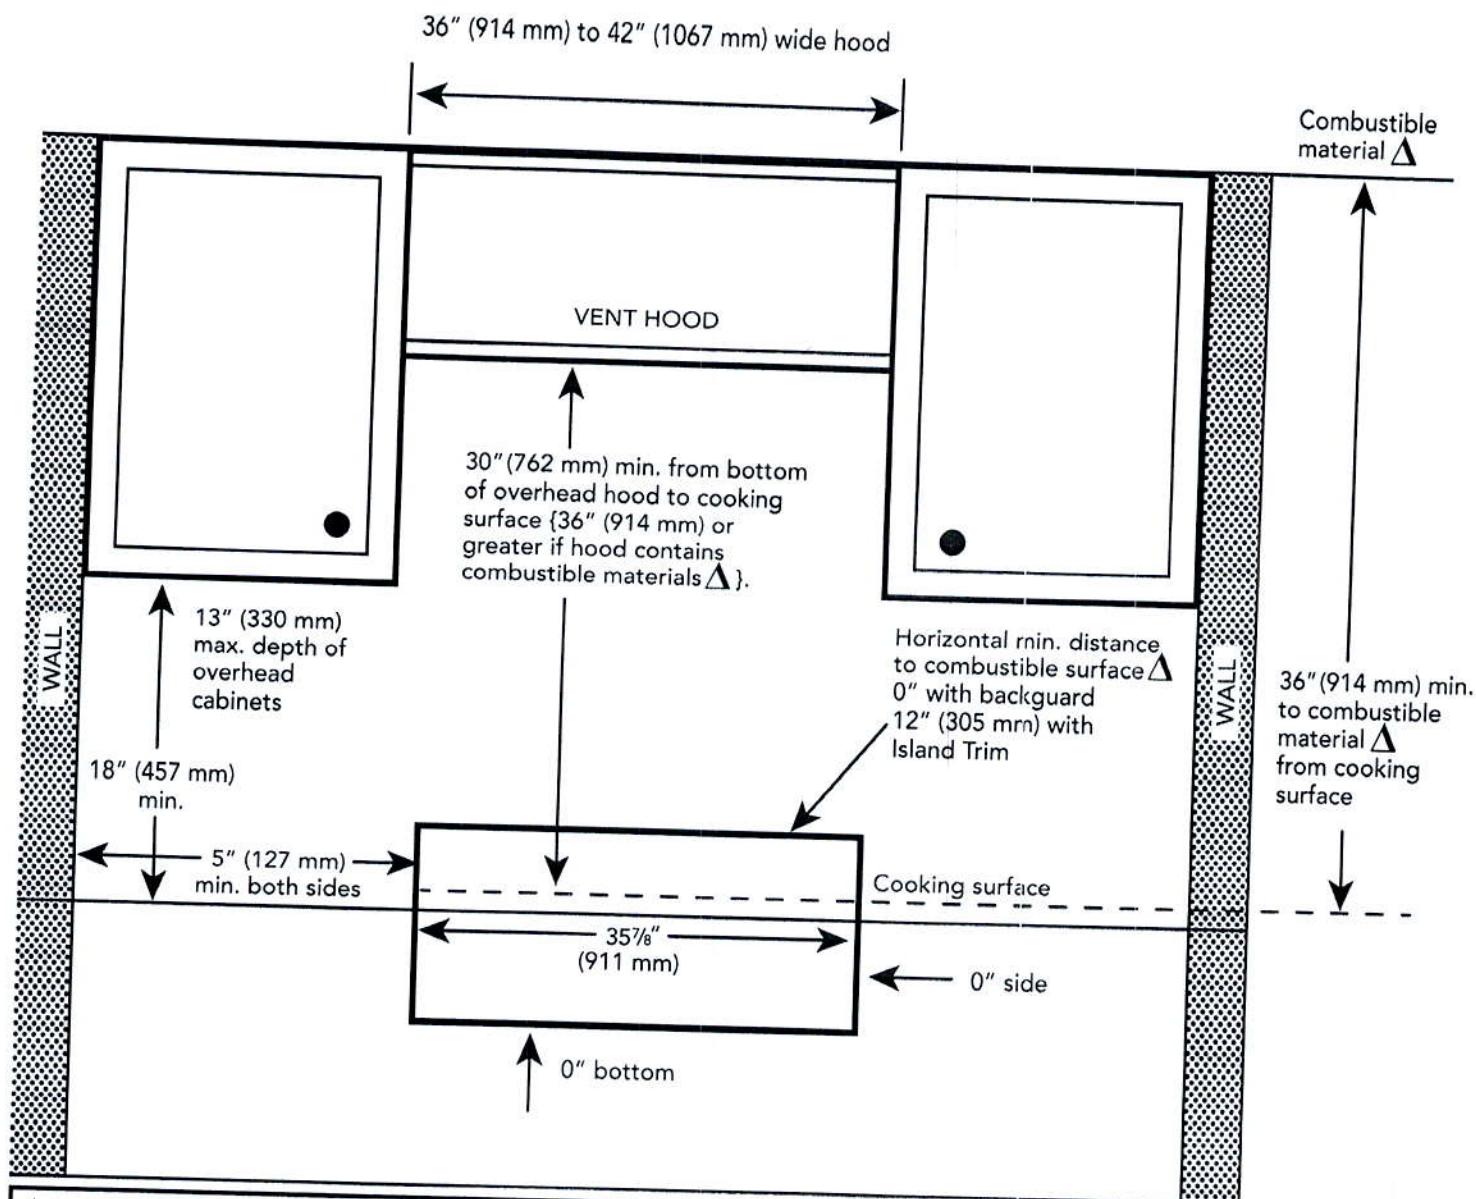 36" (914 mm) to 42" (1067 mm) wide hood
Combustible
material Δ
VENT HOOD
30" (762 mm) min. from bottom
of overhead hood to cooking
surface {36" (914 mm) or
greater if hood contains
combustible materials Δ }.
13" (330 mm)
max. depth of
overhead
cabinets
WALL
Horizontal min. distance
to combustible surface Δ
0" with backguard
12" (305 mm) with
Island Trim
WALL
36" (914 mm) min.
to combustible
material Δ
from cooking
surface
18" (457 mm)
min.
5" (127 mm)
min. both sides
Cooking surface
35⅞"
(911 mm)
0" side
0" bottom